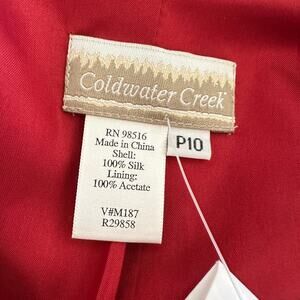 Coldwater Creek
RN 98516
Made in China
Shell:
100% Silk
Lining:
100% Acetate
V#M187
R29858
P10